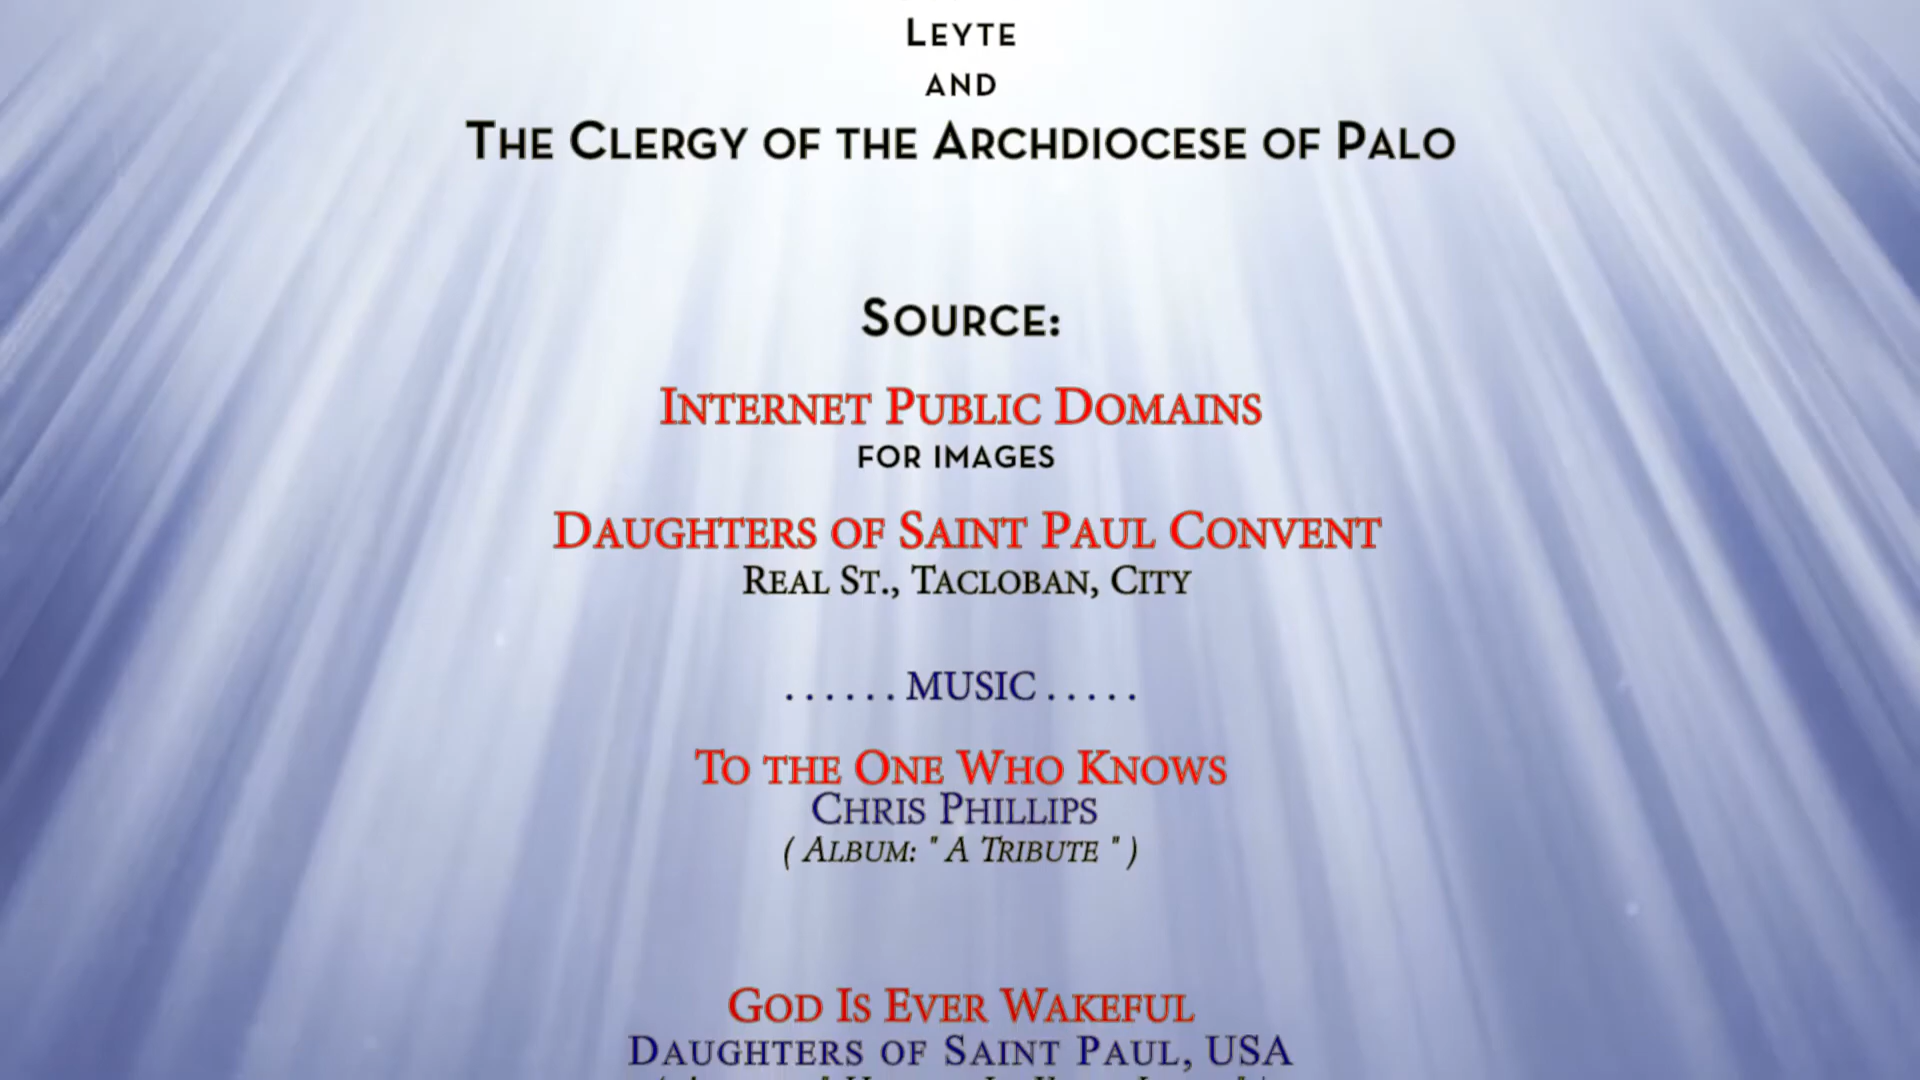 LEYTE
AND
THE CLERGY OF THE ARCHDIOCESE OF PALO
SOURCE:
INTERNET PUBLIC DOMAINS
FOR IMAGES
DAUGHTERS OF SAINT PAUL CONVENT
REAL ST., TACLOBAN, CITY
. . . . . . MUSIC . . . . .
TO THE ONE WHO KNOWS
CHRIS PHILLIPS
( ALBUM: " A TRIBUTE " )
GOD IS EVER WAKEFUL
DAUGHTERS OF SAINT PAUL, USA